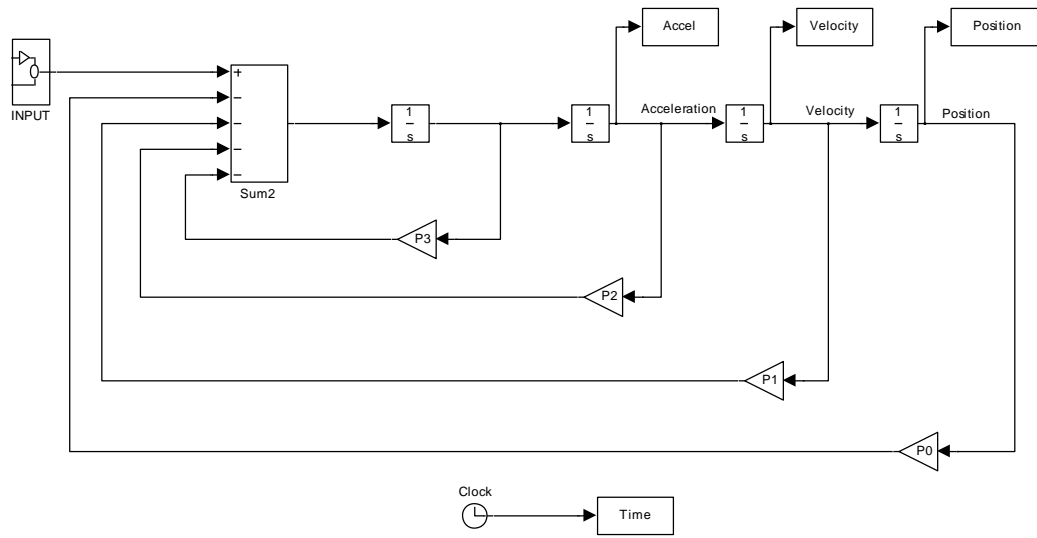 Accel
Velocity
Position
INPUT
+
−
−
−
−
Sum2
1
s
1
s
Acceleration
1
s
Velocity
1
s
Position
P3
P2
P1
P0
Clock
Time